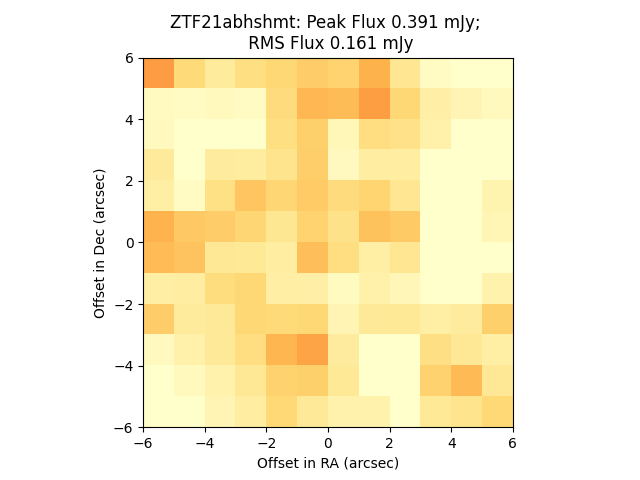 ZTF21abhshmt: Peak Flux 0.391 mJy;
RMS Flux 0.161 mJy
6
4
2
0
−2
−4
−6
Offset in Dec (arcsec)
−6 −4 −2 0 2 4 6
Offset in RA (arcsec)